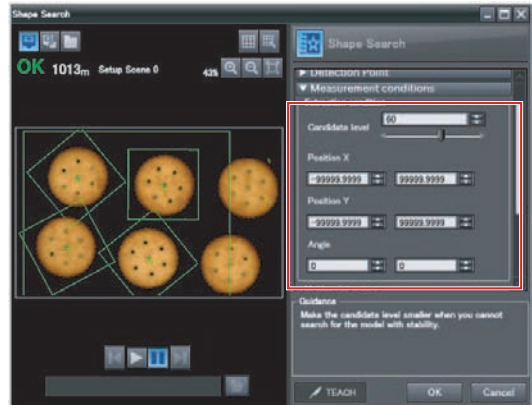 Shape Search
Shape Search
OK 1013m Setup Scene 0 43%
Detection Point
Measurement conditions
Candidate level
60
Position X
-99999.9999 99999.9999
Position Y
-99999.9999 99999.9999
Angle
0 0
Guidance
Make the candidate level smaller when you cannot
search for the model with stability.
TEACH OK Cancel